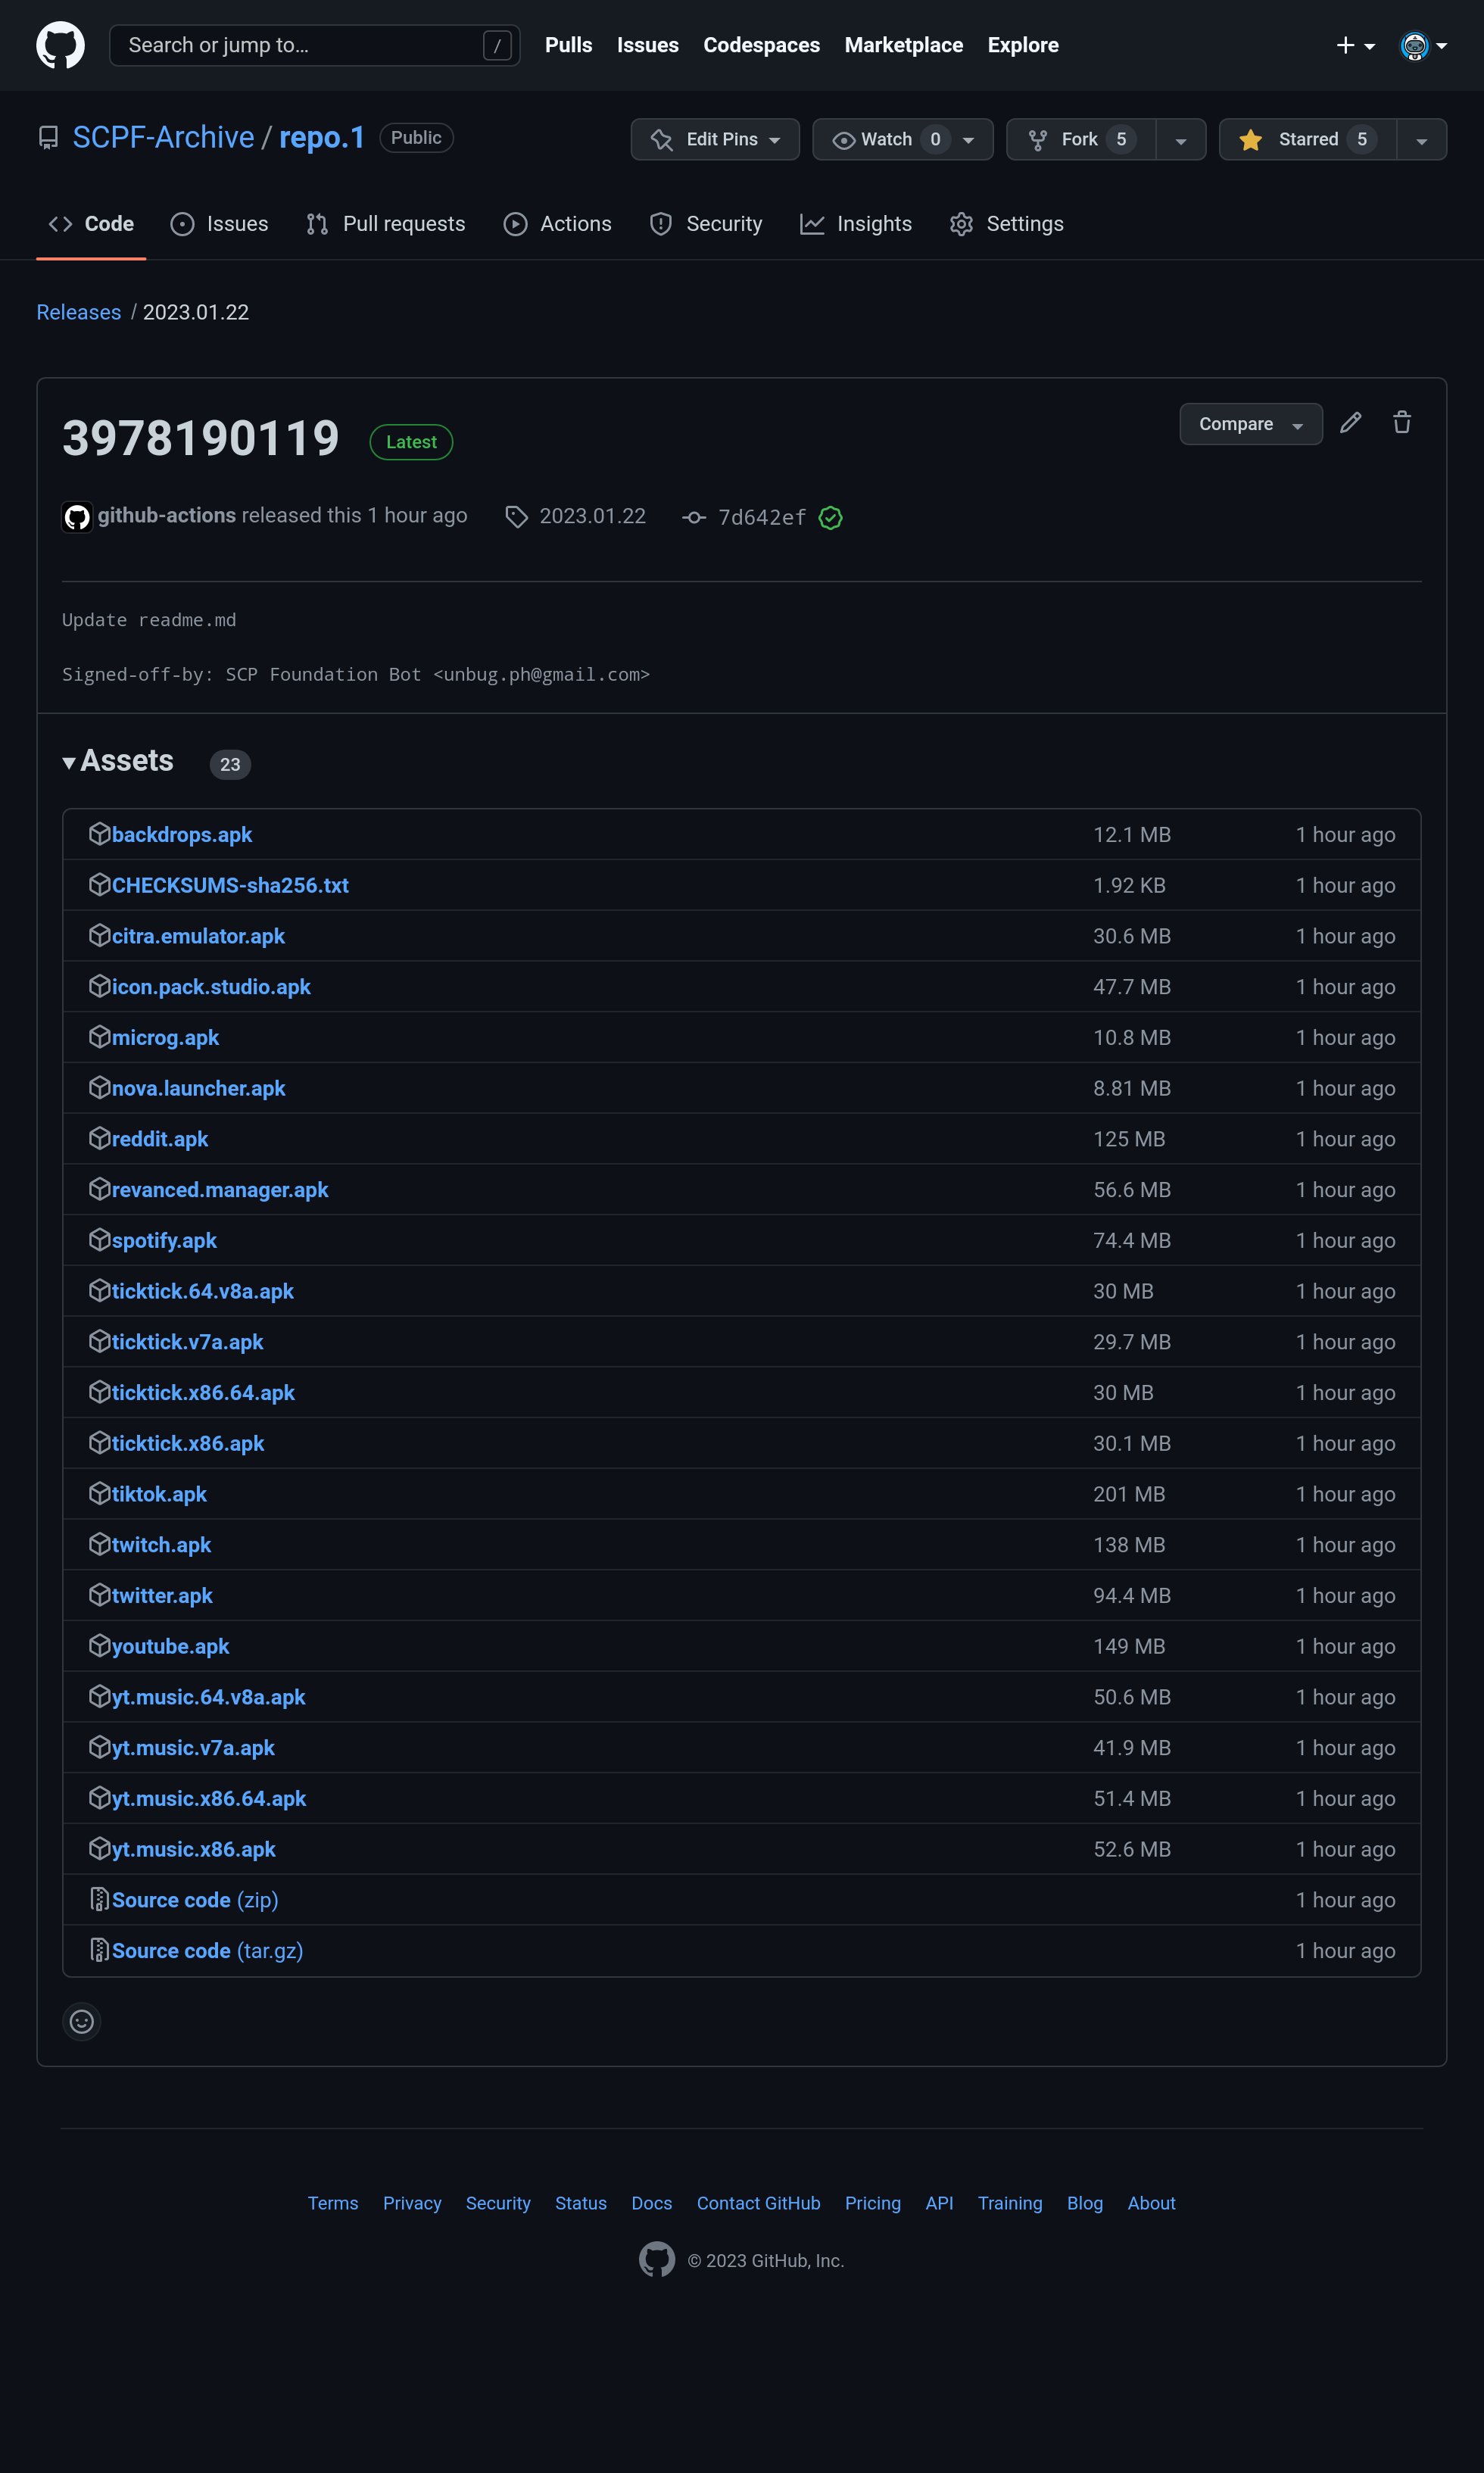 Search or jump to… / Pulls Issues Codespaces Marketplace Explore
SCPF-Archive / repo.1 Public Edit Pins Watch 0 Fork 5 Starred 5
Code Issues Pull requests Actions Security Insights Settings
Releases / 2023.01.22
3978190119 Latest Compare
github-actions released this 1 hour ago 2023.01.22 7d642ef
Update readme.md
Signed-off-by: SCP Foundation Bot <unbug.ph@gmail.com>
Assets 23
backdrops.apk 12.1 MB 1 hour ago
CHECKSUMS-sha256.txt 1.92 KB 1 hour ago
citra.emulator.apk 30.6 MB 1 hour ago
icon.pack.studio.apk 47.7 MB 1 hour ago
microg.apk 10.8 MB 1 hour ago
nova.launcher.apk 8.81 MB 1 hour ago
reddit.apk 125 MB 1 hour ago
revanced.manager.apk 56.6 MB 1 hour ago
spotify.apk 74.4 MB 1 hour ago
ticktick.64.v8a.apk 30 MB 1 hour ago
ticktick.v7a.apk 29.7 MB 1 hour ago
ticktick.x86.64.apk 30 MB 1 hour ago
ticktick.x86.apk 30.1 MB 1 hour ago
tiktok.apk 201 MB 1 hour ago
twitch.apk 138 MB 1 hour ago
twitter.apk 94.4 MB 1 hour ago
youtube.apk 149 MB 1 hour ago
yt.music.64.v8a.apk 50.6 MB 1 hour ago
yt.music.v7a.apk 41.9 MB 1 hour ago
yt.music.x86.64.apk 51.4 MB 1 hour ago
yt.music.x86.apk 52.6 MB 1 hour ago
Source code (zip) 1 hour ago
Source code (tar.gz) 1 hour ago
Terms Privacy Security Status Docs Contact GitHub Pricing API Training Blog About
© 2023 GitHub, Inc.